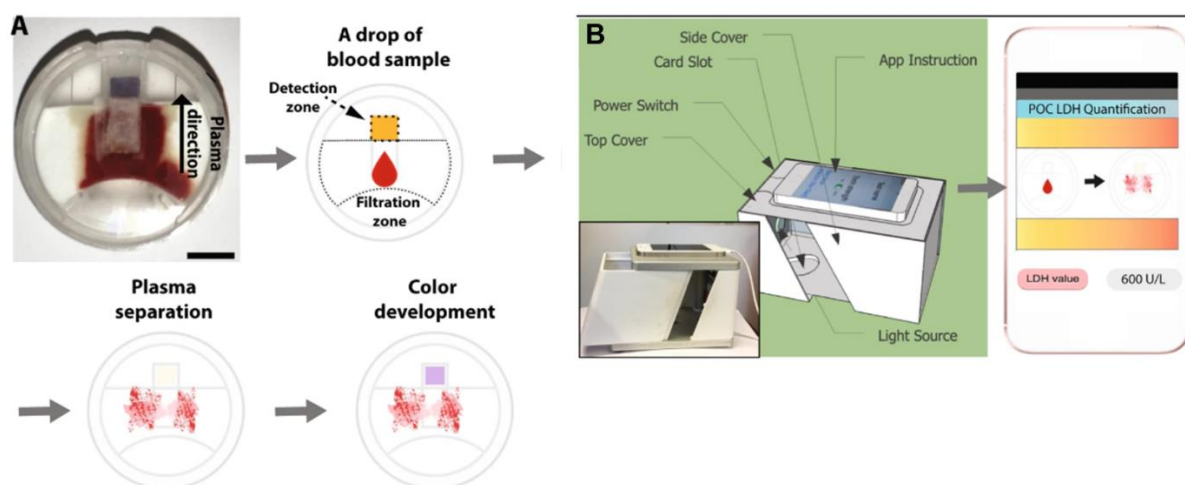 A
Plasma
direction
A drop of
blood sample
Detection
zone
Filtration
zone
Plasma
separation
Color
development
B
Side Cover
Card Slot
App Instruction
Power Switch
Top Cover
Light Source
POC LDH Quantification
LDH value
600 U/L